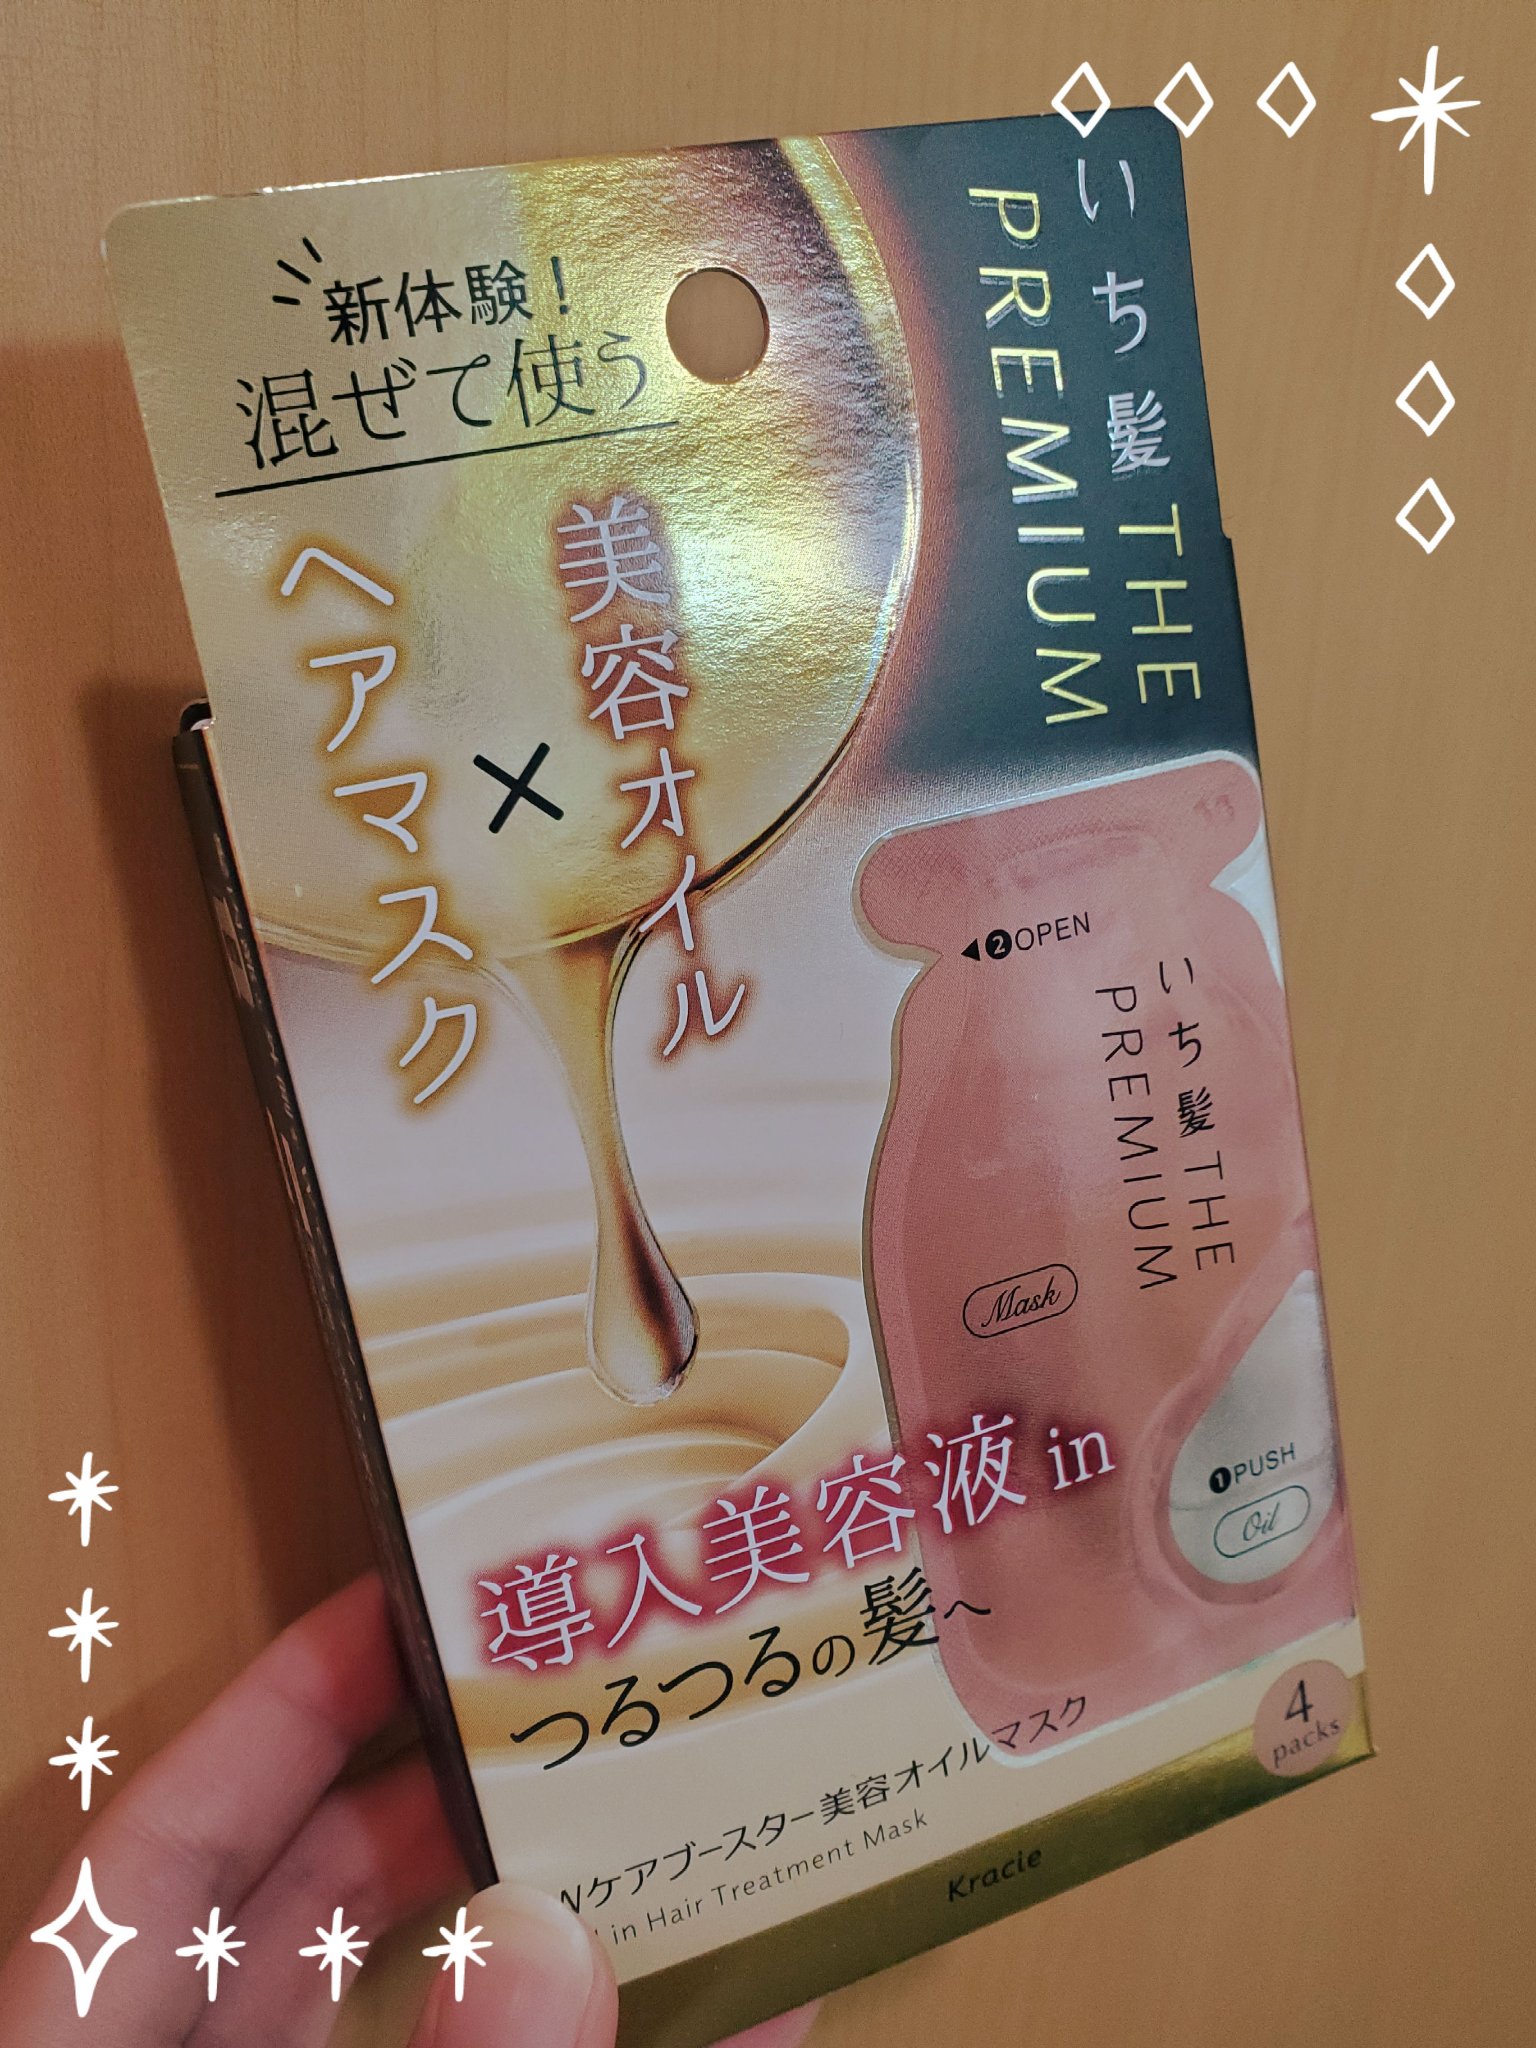 いち髪 THE
PREMIUM
新体験!
混ぜて使う
美容オイル
×
ヘアマスク
◀❷OPEN
いち髪 THE
PREMIUM
Mask
❶PUSH
Oil
導入美容液 in
つるつるの髪へ
4
packs
Wケアブースター美容オイルマスク
in Hair Treatment Mask
Kracie